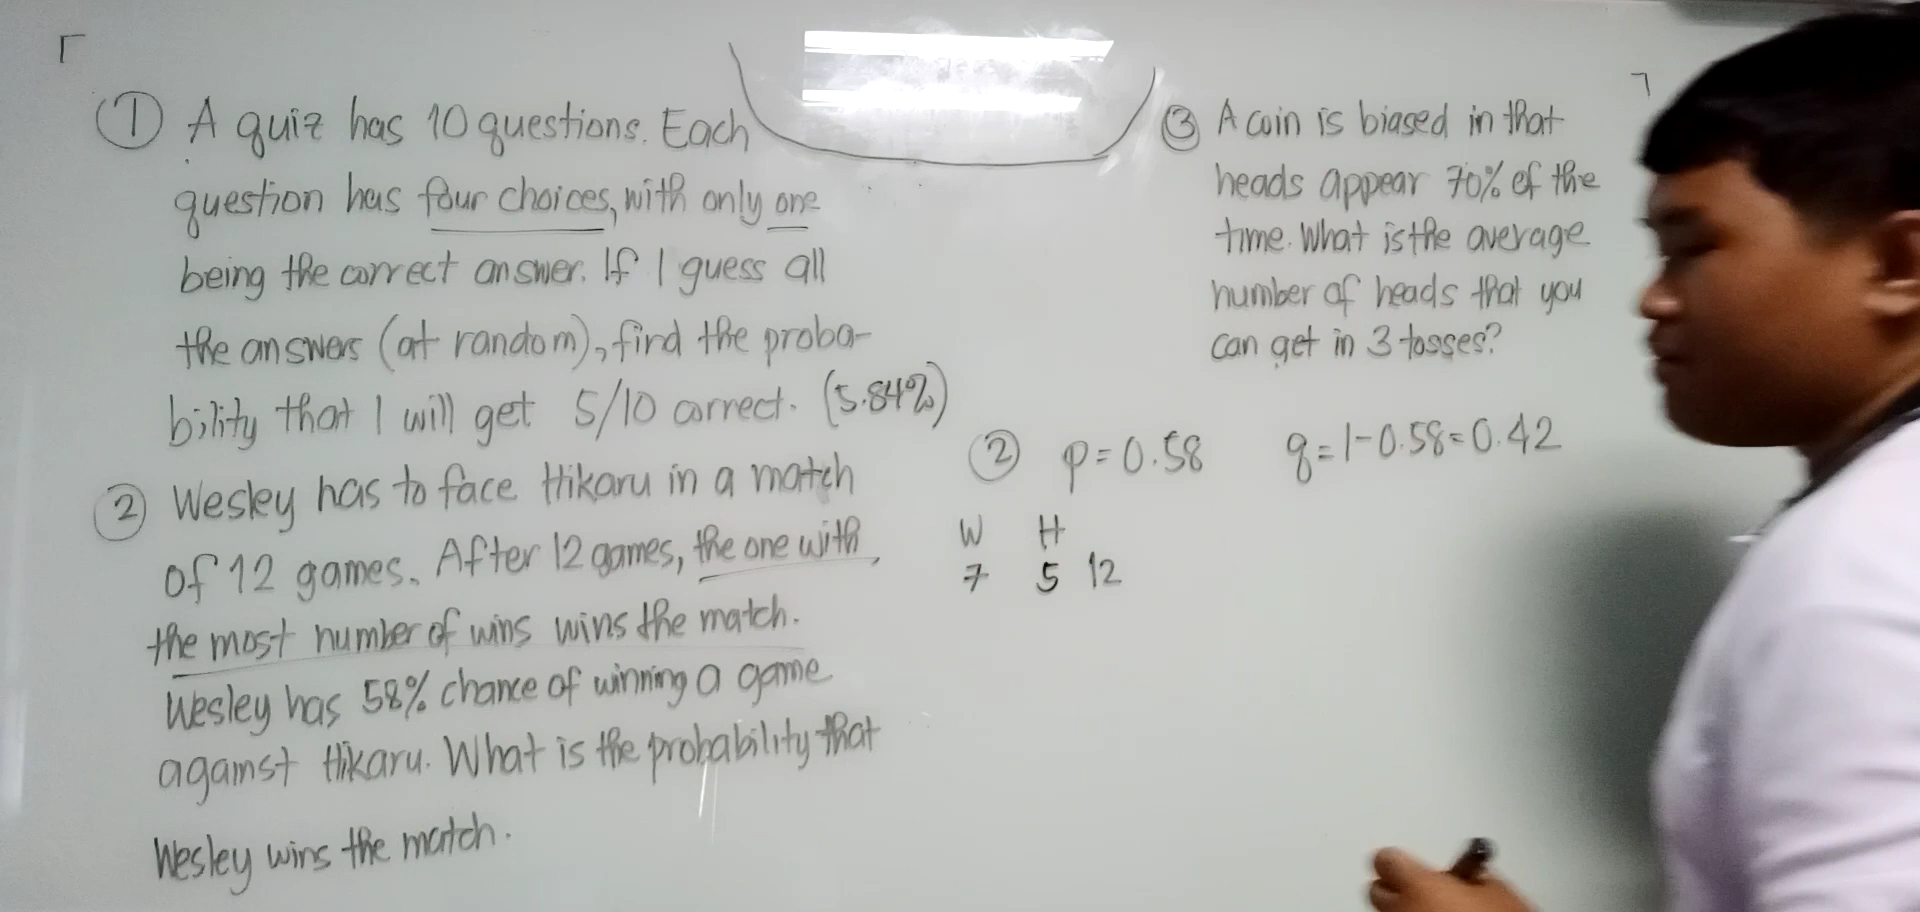 ① A quiz has 10 questions. Each
question has four choices, with only one
being the correct answer. If I guess all
the answers (at random), find the proba-
bility that I will get 5/10 correct. (5.84%)
② Wesley has to face Hikaru in a match
of 12 games. After 12 games, the one with
the most number of wins wins the match.
Wesley has 58% chance of winning a game
against Hikaru. What is the probability that
Wesley wins the match.
③ A coin is biased in that
heads appear 70% of the
time. What is the average
number of heads that you
can get in 3 tosses?
② p=0.58 q=1-0.58=0.42
W H
7 5 12